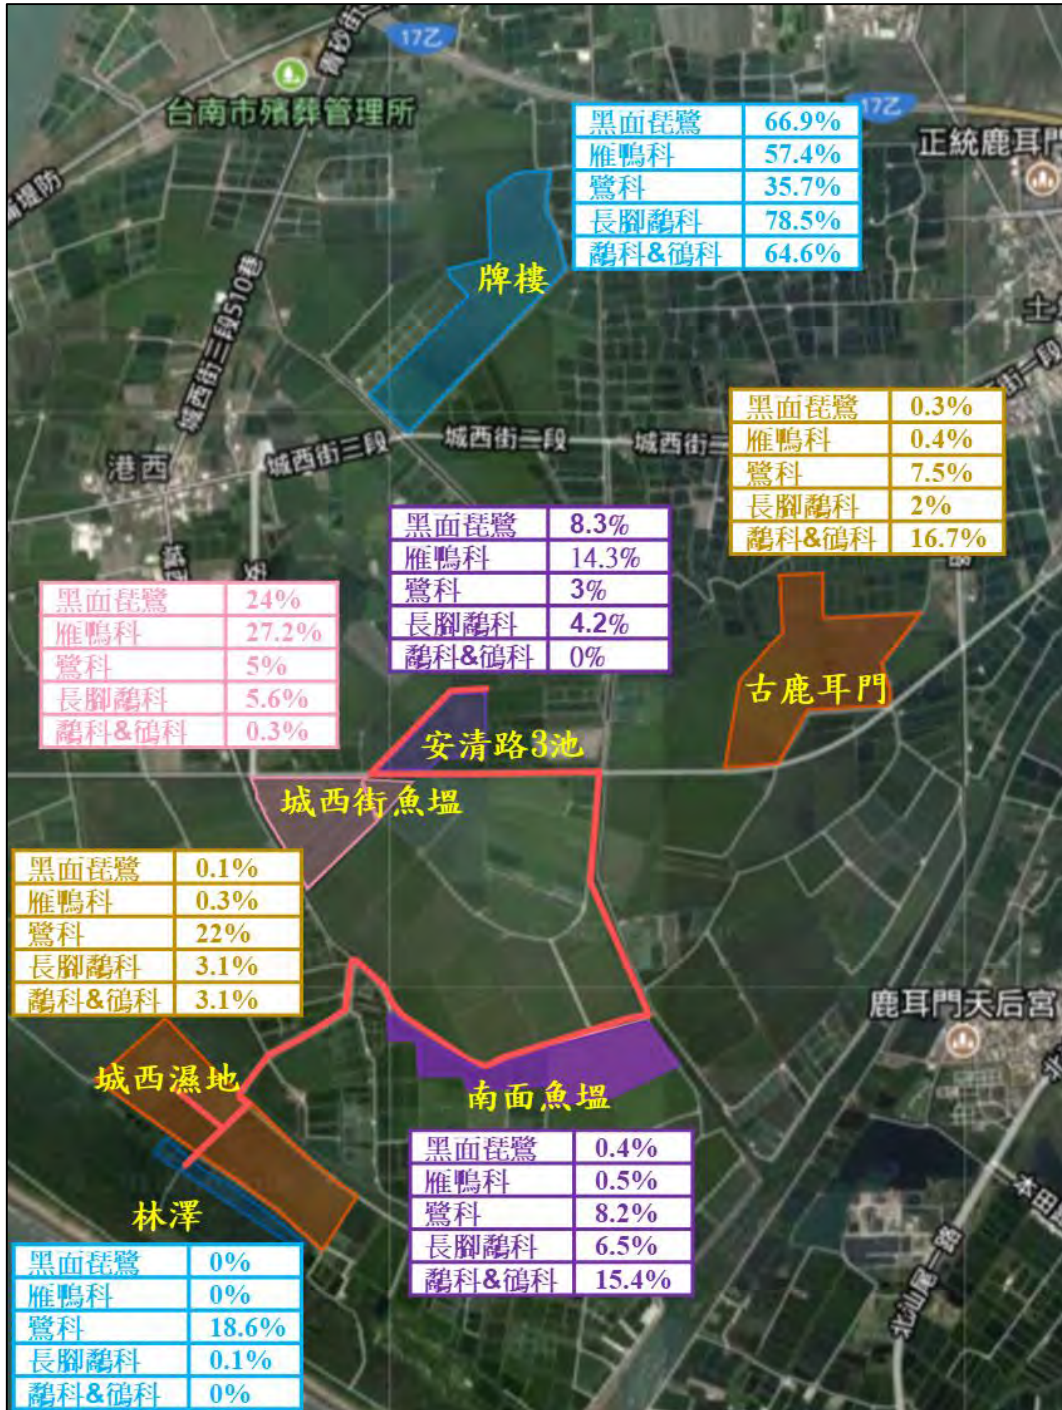 17乙
青砂街二
台南市殯葬管理所
17乙
正統鹿耳門
黑面琵鷺 66.9%
雁鴨科 57.4%
鷺科 35.7%
長腳鷸科 78.5%
鷸科&鴴科 64.6%
城西街三段510巷
牌樓
土
黑面琵鷺 0.3%
雁鴨科 0.4%
鷺科 7.5%
長腳鷸科 2%
鷸科&鴴科 16.7%
街一段
城西街三段
城西街三段
城西街三
港西
黑面琵鷺 8.3%
雁鴨科 14.3%
鷺科 3%
長腳鷸科 4.2%
鷸科&鴴科 0%
黑面琵鷺 24%
雁鴨科 27.2%
鷺科 5%
長腳鷸科 5.6%
鷸科&鴴科 0.3%
古鹿耳門
安清路3池
城西街魚塭
黑面琵鷺 0.1%
雁鴨科 0.3%
鷺科 22%
長腳鷸科 3.1%
鷸科&鴴科 3.1%
鹿耳門天后宮
城西濕地
南面魚塭
黑面琵鷺 0.4%
雁鴨科 0.5%
鷺科 8.2%
長腳鷸科 6.5%
鷸科&鴴科 15.4%
本田
林澤
北汕尾一路
黑面琵鷺 0%
雁鴨科 0%
鷺科 18.6%
長腳鷸科 0.1%
鷸科&鴴科 0%